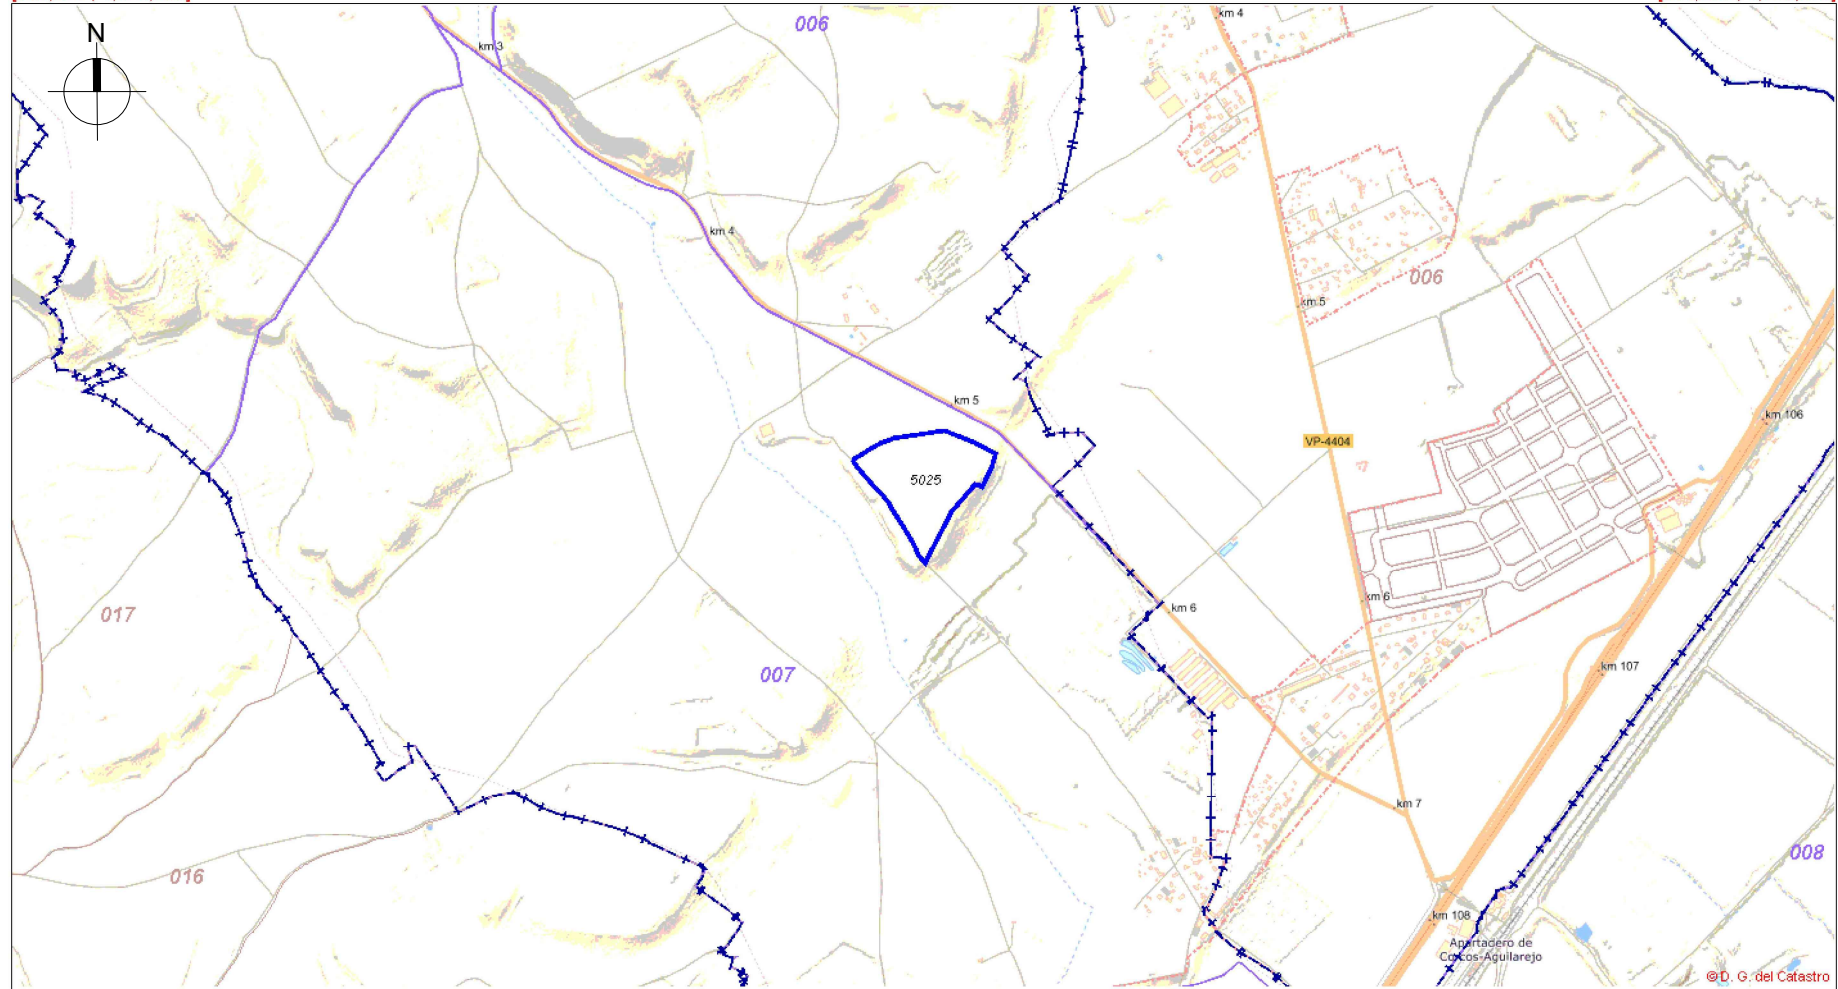 N
006
km 4
km 3
km 4
006
km 5
km 5
km 106
VP-4404
5025
km 6
km 6
017
km 107
007
km 7
008
016
km 108
Apartadero de
Corcos-Aguilarejo
© D. G. del Catastro